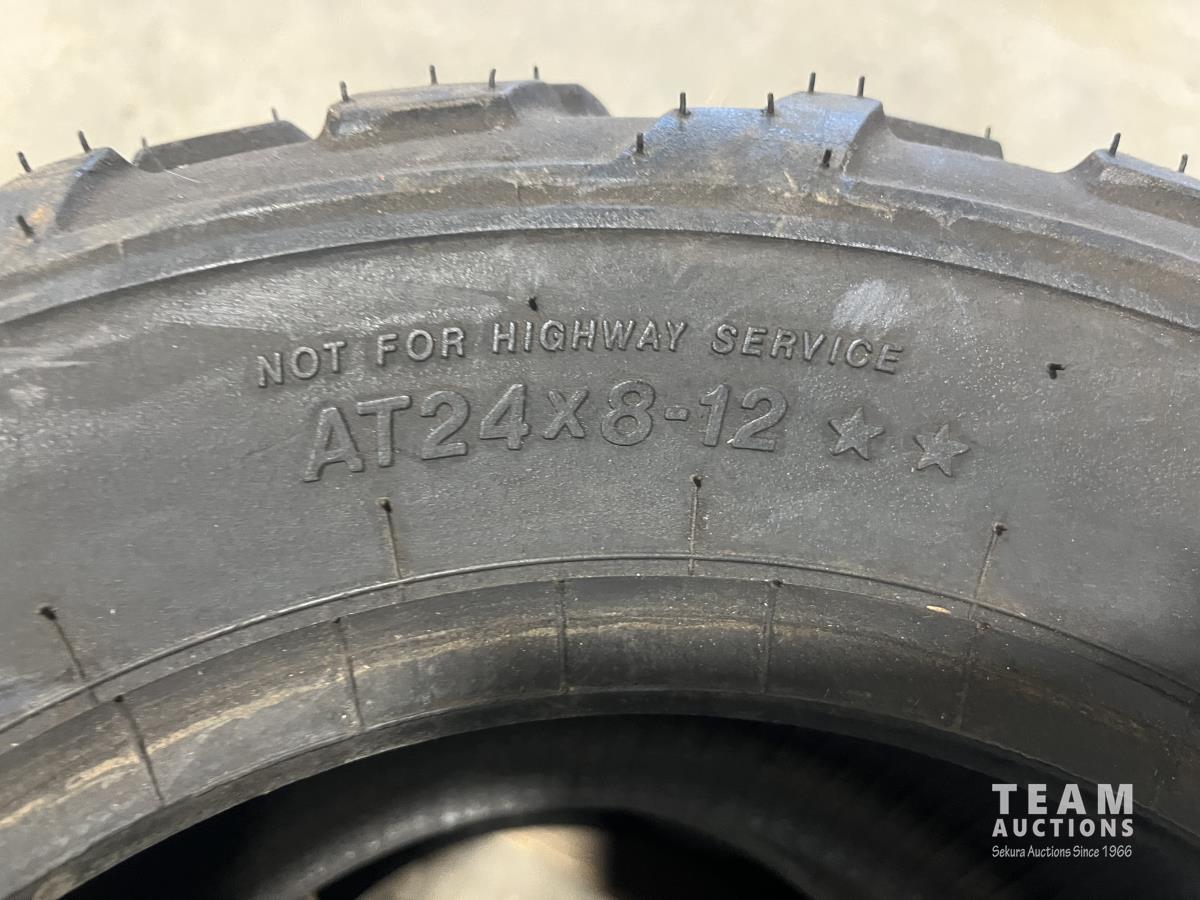 NOT FOR HIGHWAY SERVICE
AT24x8-12 ★ ★
TEAM
AUCTIONS
Sekura Auctions Since 1966